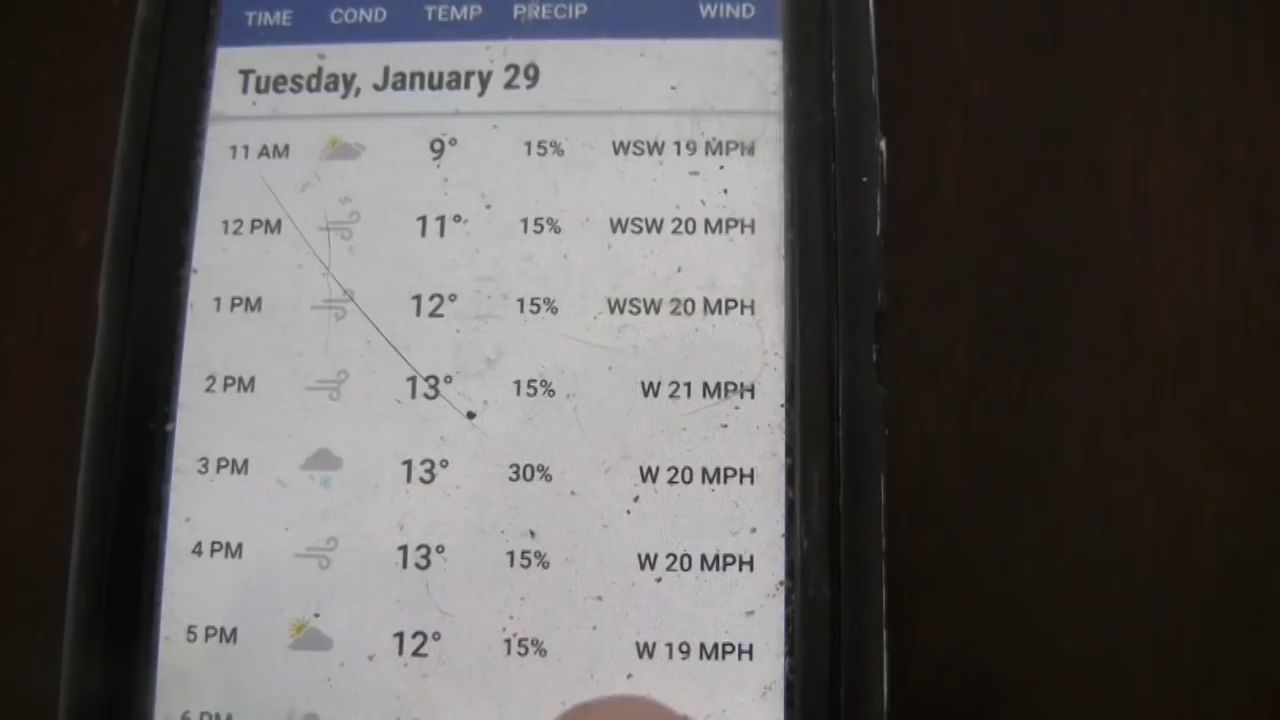 TIME COND TEMP PRECIP WIND
Tuesday, January 29
11 AM 9° 15% WSW 19 MPH
12 PM 11° 15% WSW 20 MPH
1 PM 12° 15% WSW 20 MPH
2 PM 13° 15% W 21 MPH
3 PM 13° 30% W 20 MPH
4 PM 13° 15% W 20 MPH
5 PM 12° 15% W 19 MPH
6 PM